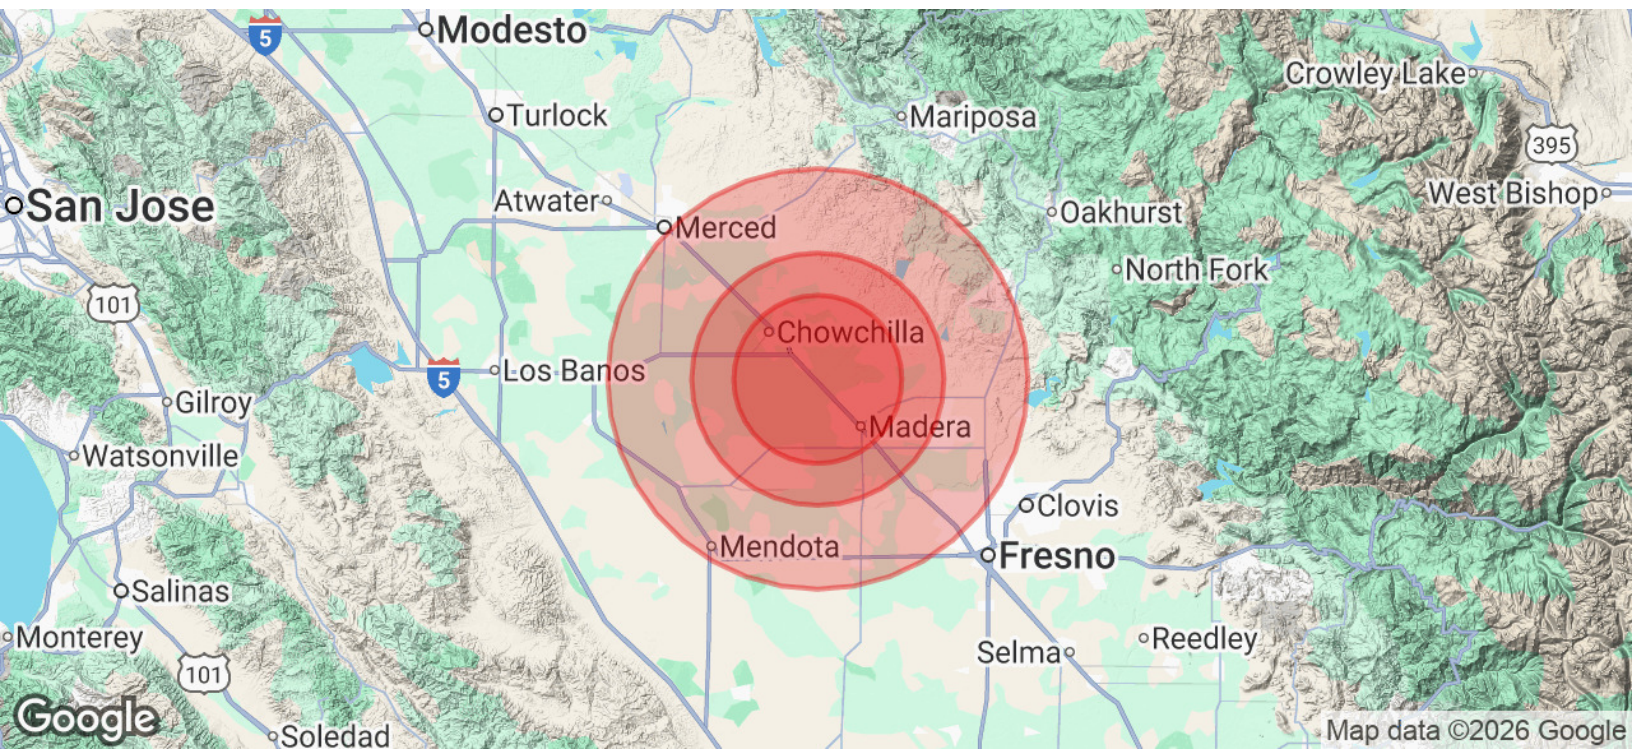 5
Modesto
Crowley Lake
Turlock
Mariposa
395
San Jose
Atwater
West Bishop
Merced
Oakhurst
North Fork
101
Chowchilla
Los Banos
5
Gilroy
Madera
Watsonville
Clovis
Mendota
Fresno
Salinas
Monterey
Reedley
Selma
101
Google
Soledad
Map data ©2026 Google